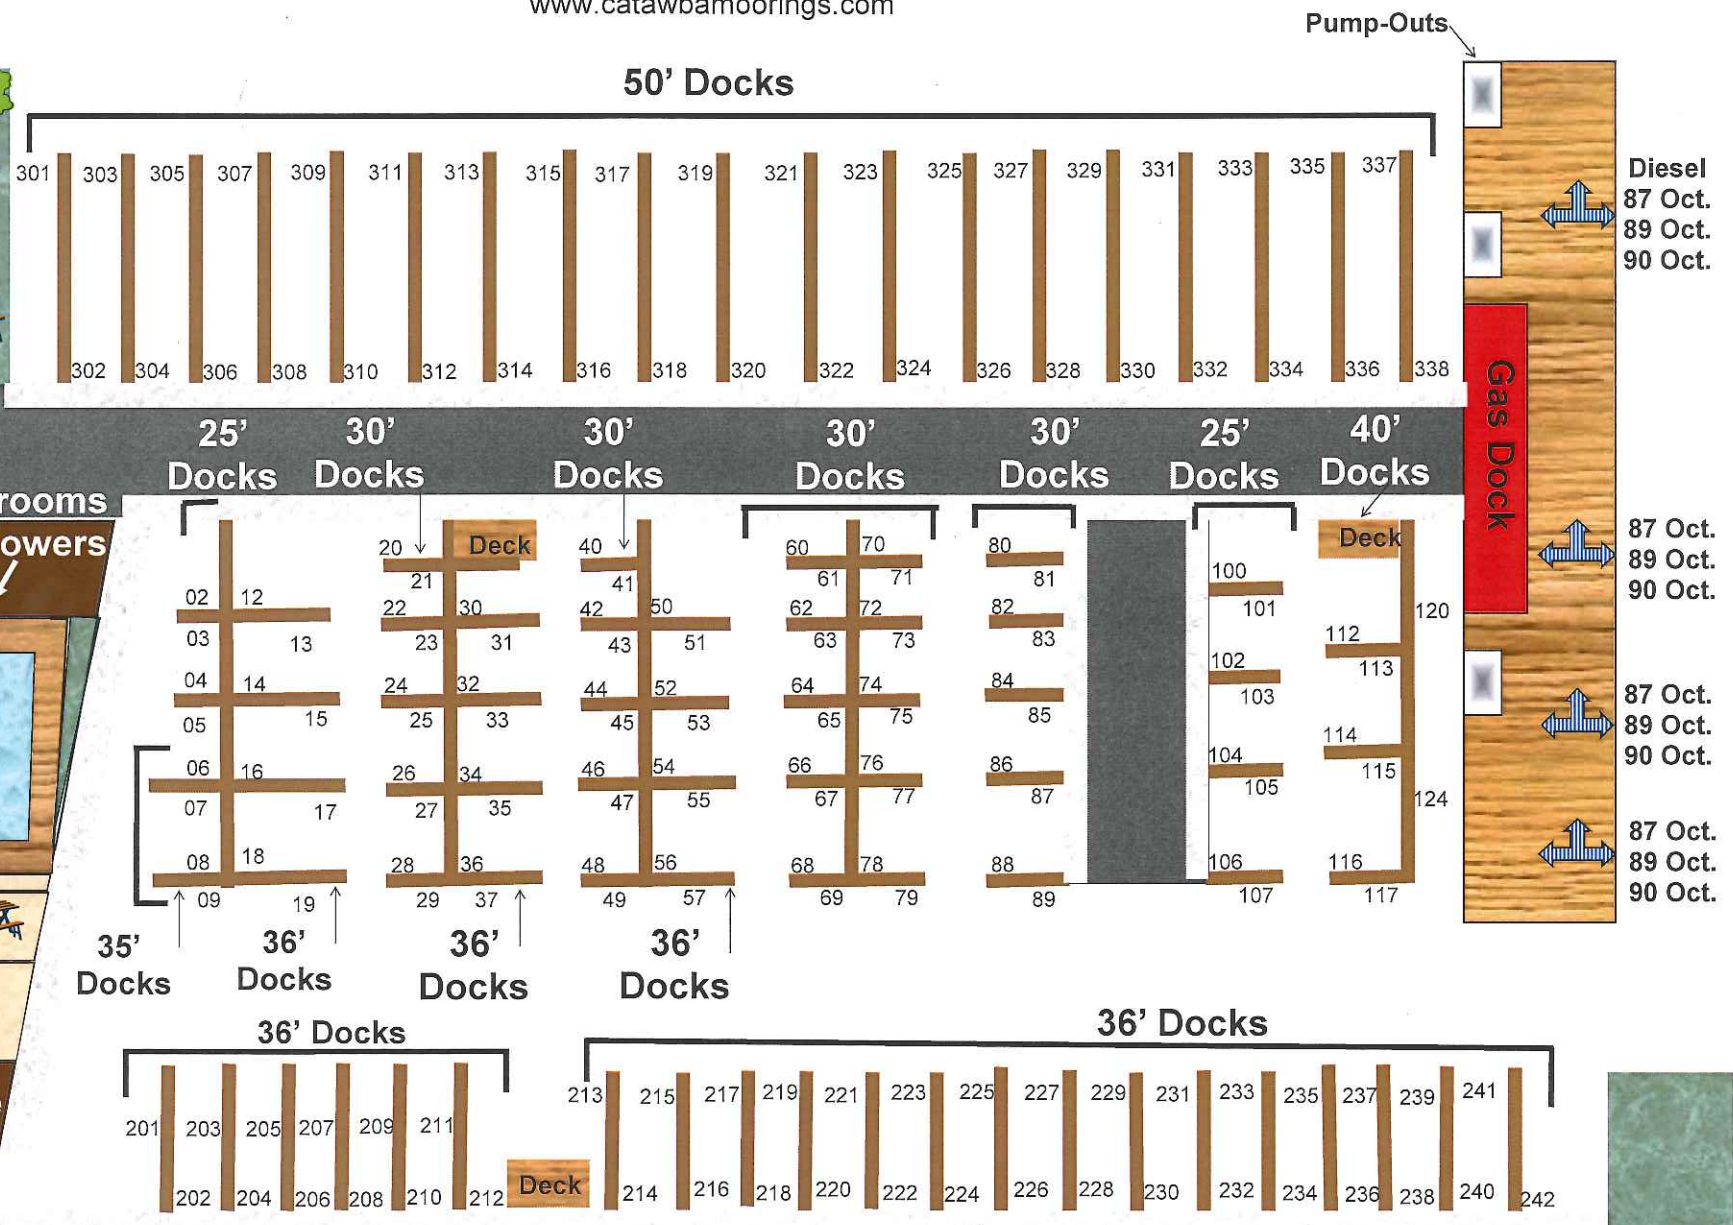 www.catawbamoorings.com
Pump-Outs
50' Docks
301 303 305 307 309 311 313 315 317 319 321 323 325 327 329 331 333 335 337
Diesel
87 Oct.
89 Oct.
90 Oct.
302 304 306 308 310 312 314 316 318 320 322 324 326 328 330 332 334 336 338
Gas Dock
25' Docks
30' Docks
30' Docks
30' Docks
30' Docks
25' Docks
40' Docks
rooms
owers
20 Deck 40 60 70 80 Deck
21 41 61 71 81 100
02 12 22 30 42 50 62 72 82 101 120
03 13 23 31 43 51 63 73 83 112
102 113
04 14 24 32 44 52 64 74 84 103
05 15 25 33 45 53 65 75 85
114
06 16 26 34 46 54 66 76 86 104 115
07 17 27 35 47 55 67 77 87 105 124
08 18 28 36 48 56 68 78 88 106 116
09 19 29 37 49 57 69 79 89 107 117
87 Oct.
89 Oct.
90 Oct.
87 Oct.
89 Oct.
90 Oct.
87 Oct.
89 Oct.
90 Oct.
35' Docks
36' Docks
36' Docks
36' Docks
36' Docks
36' Docks
201 203 205 207 209 211
202 204 206 208 210 212
Deck
213 215 217 219 221 223 225 227 229 231 233 235 237 239 241
214 216 218 220 222 224 226 228 230 232 234 236 238 240 242